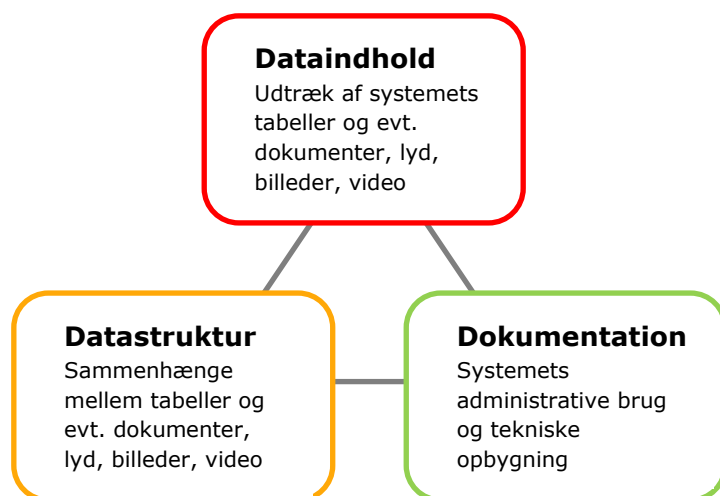 Dataindhold
Udtræk af systemets
tabeller og evt.
dokumenter, lyd,
billeder, video
Datastruktur
Sammenhænge
mellem tabeller og
evt. dokumenter,
lyd, billeder, video
Dokumentation
Systemets
administrative brug
og tekniske
opbygning